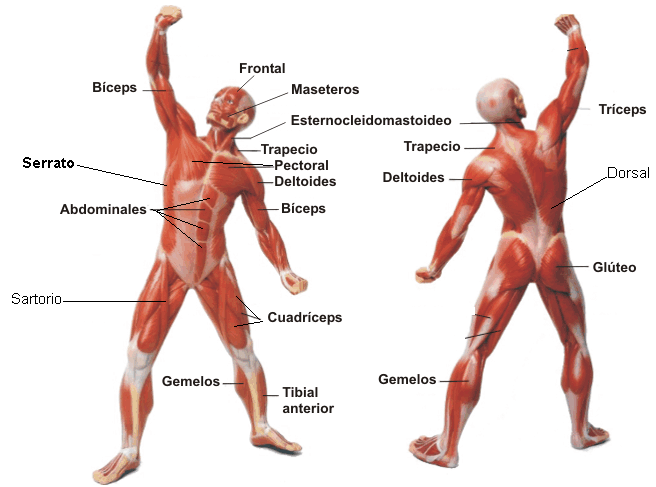 Frontal
Bíceps
Maseteros
Esternocleidomastoideo
Trapecio
Serrato
Pectoral
Deltoides
Abdominales
Bíceps
Sartorio
Cuadríceps
Gemelos
Tibial
anterior
Tríceps
Trapecio
Deltoides
Dorsal
Glúteo
Gemelos